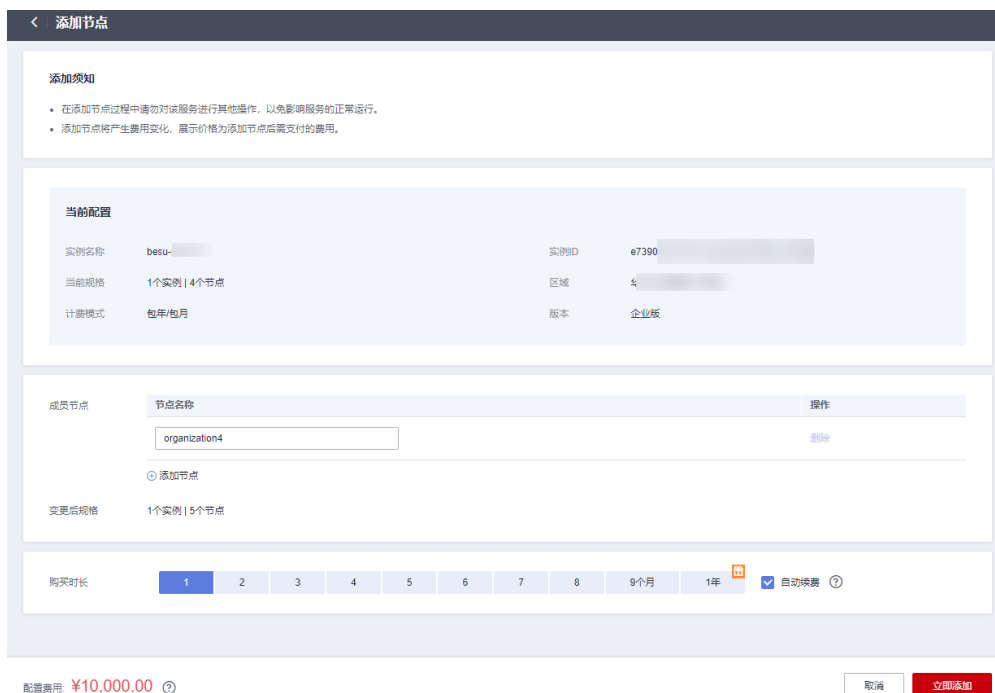 添加节点
添加须知
在添加节点过程中请勿对该服务进行其他操作，以免影响服务的正常运行。
添加节点将产生费用变化，展示价格为添加节点后需支付的费用。
当前配置
实例名称 besu- 实例ID e7390
当前规格 1个实例 | 4个节点 区域
计费模式 包年/包月 版本 企业版
成员节点 节点名称 操作
organization4 删除
添加节点
变更后规格 1个实例 | 5个节点
购买时长 1 2 3 4 5 6 7 8 9个月 1年 自动续费
配置费用: ¥10,000.00 取消 立即添加